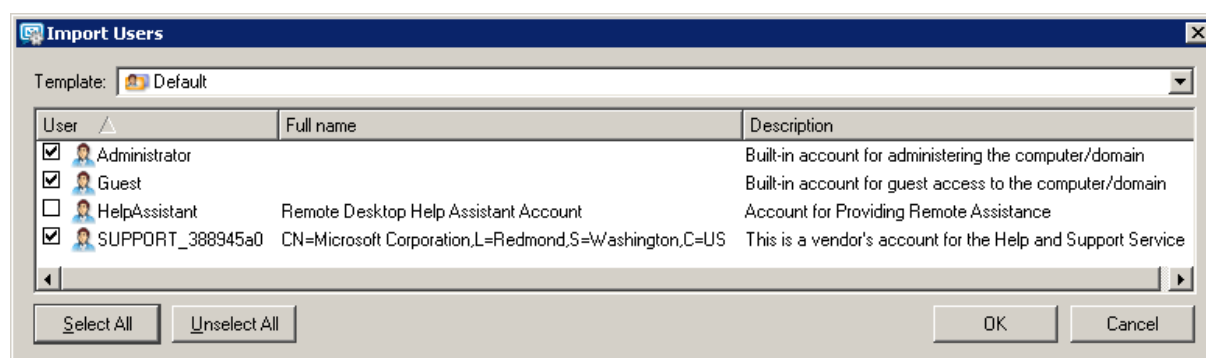 Import Users
Template: Default
User Full name Description
Administrator Built-in account for administering the computer/domain
Guest Built-in account for guest access to the computer/domain
HelpAssistant Remote Desktop Help Assistant Account Account for Providing Remote Assistance
SUPPORT_388945a0 CN=Microsoft Corporation,L=Redmond,S=Washington,C=US This is a vendor's account for the Help and Support Service
Select All Unselect All OK Cancel